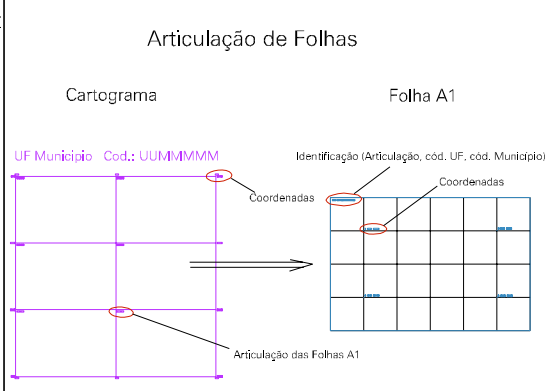 Articulação de Folhas
Cartograma
Folha A1
UF Município Cod.: UUMMMMM
Identificação (Articulação, cód. UF, cód. Município)
Coordenadas
Coordenadas
Articulação das Folhas A1